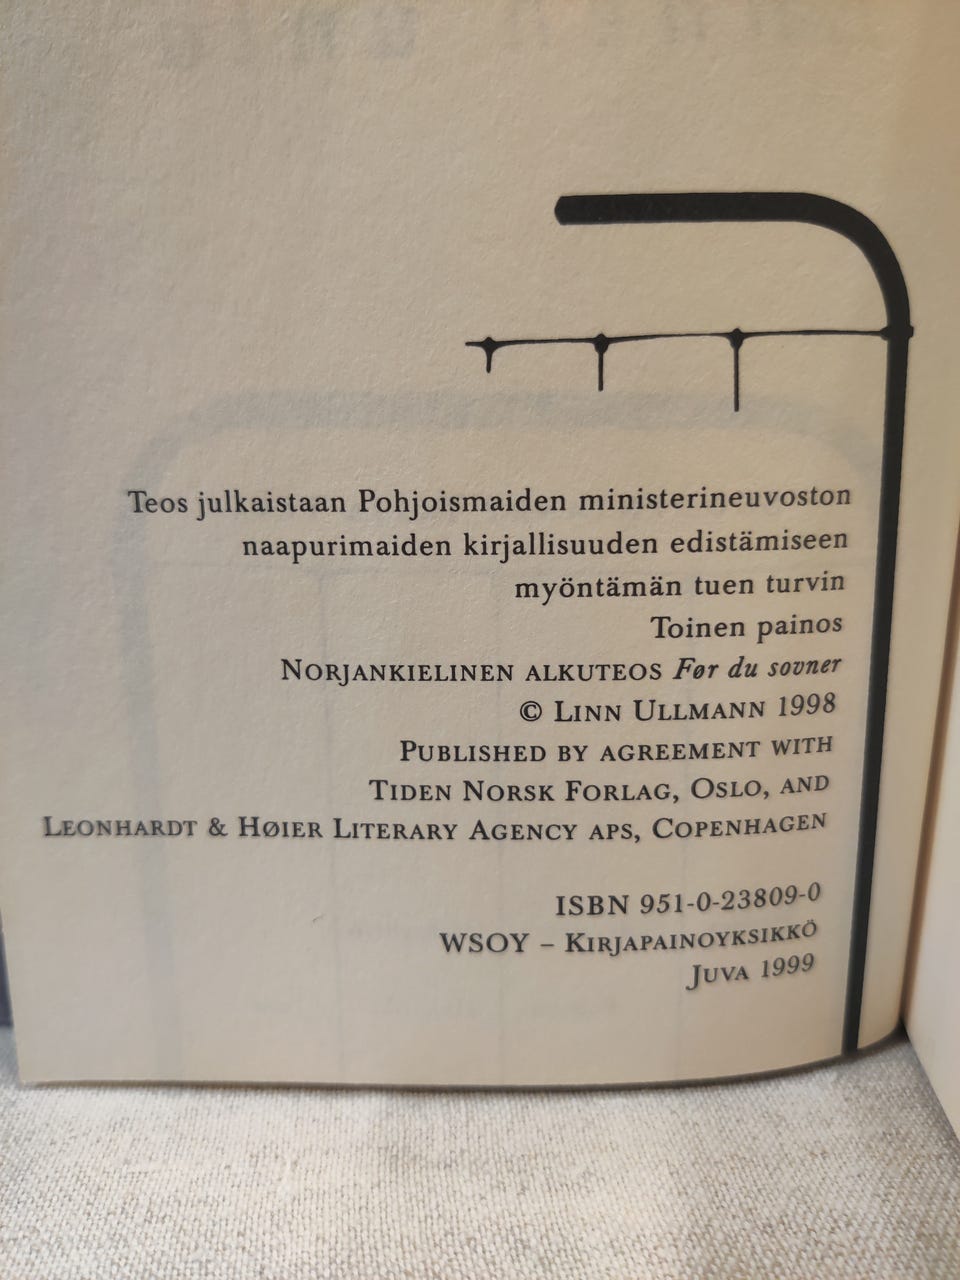 Teos julkaistaan Pohjoismaiden ministerineuvoston
naapurimaiden kirjallisuuden edistämiseen
myöntämän tuen turvin
Toinen painos
Norjankielinen alkuteos Før du sovner
© Linn Ullmann 1998
Published by agreement with
Tiden Norsk Forlag, Oslo, and
Leonhardt & Høier Literary Agency aps, Copenhagen
ISBN 951-0-23809-0
WSOY – Kirjapainoyksikkö
Juva 1999